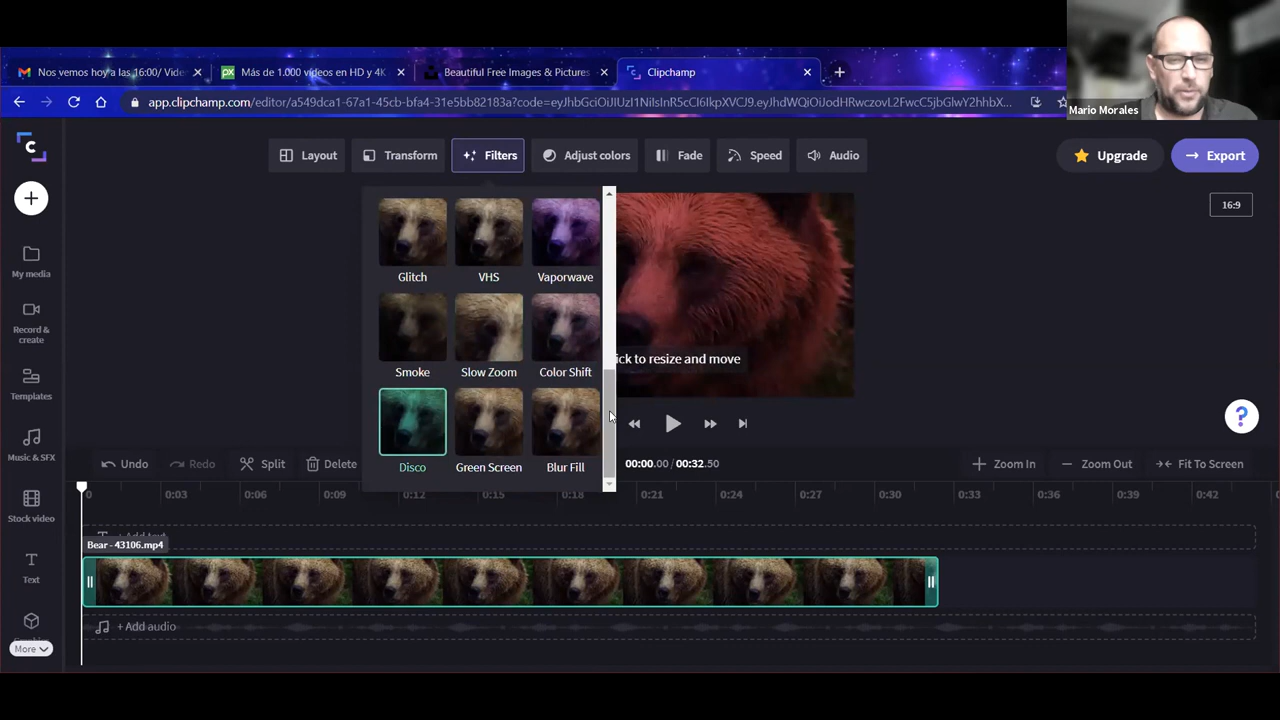 Nos vemos hoy a las 16:00/ Vide
Más de 1.000 vídeos en HD y 4K
Beautiful Free Images & Pictures
Clipchamp
app.clipchamp.com/editor/a549dca1-67a1-45cb-bfa4-31e5bb82183a?code=eyJhbGciOiJIUzI1NiIsInR5cCI6IkpXVCJ9.eyJhdWQiOiJodHRwczovL2FwcC5jbGlwY2hhbX...
Mario Morales
Layout
Transform
Filters
Adjust colors
Fade
Speed
Audio
Upgrade
Export
16:9
My media
Record &
create
Templates
Music & SFX
Stock video
Text
More
Glitch
VHS
Vaporwave
Smoke
Slow Zoom
Color Shift
Disco
Green Screen
Blur Fill
ick to resize and move
Undo
Redo
Split
Delete
00:00.00 / 00:32.50
Zoom In
Zoom Out
Fit To Screen
0 0:03 0:06 0:09 0:12 0:15 0:18 0:21 0:24 0:27 0:30 0:33 0:36 0:39 0:42
Bear - 43106.mp4
+ Add audio